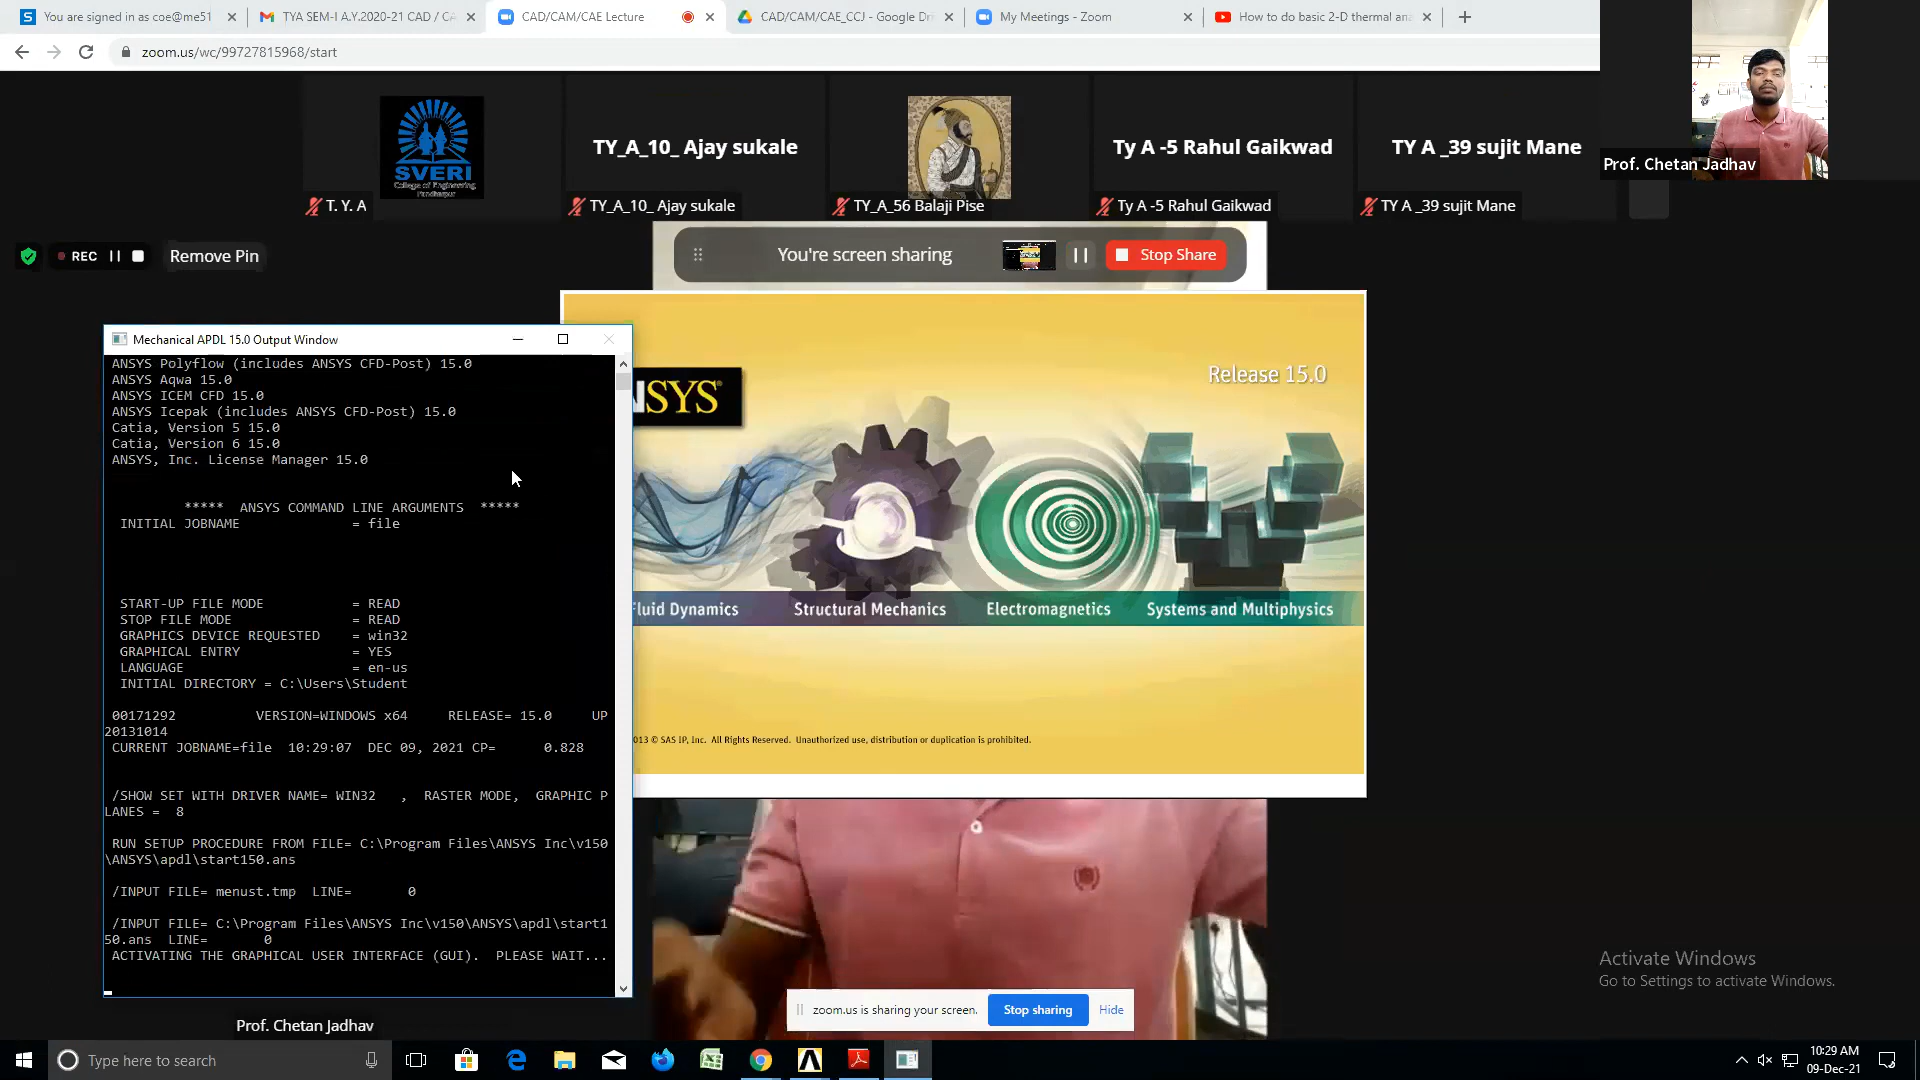 You are signed in as coe@me51
TYA SEM-I A.Y.2020-21 CAD / CA
CAD/CAM/CAE Lecture
CAD/CAM/CAE_CCJ - Google Dri
My Meetings - Zoom
How to do basic 2-D thermal ana
zoom.us/wc/99727815968/start
SVERI
College of Engineering,
Pandharpur
TY_A_10_ Ajay sukale
Ty A -5 Rahul Gaikwad
TY A _39 sujit Mane
Prof. Chetan Jadhav
T. Y. A
TY_A_10_ Ajay sukale
TY_A_56 Balaji Pise
Ty A -5 Rahul Gaikwad
TY A _39 sujit Mane
REC
Remove Pin
You're screen sharing
Stop Share
Mechanical APDL 15.0 Output Window
ANSYS Polyflow (includes ANSYS CFD-Post) 15.0
ANSYS Aqwa 15.0
ANSYS ICEM CFD 15.0
ANSYS Icepak (includes ANSYS CFD-Post) 15.0
Catia, Version 5 15.0
Catia, Version 6 15.0
ANSYS, Inc. License Manager 15.0
***** ANSYS COMMAND LINE ARGUMENTS *****
INITIAL JOBNAME = file
START-UP FILE MODE = READ
STOP FILE MODE = READ
GRAPHICS DEVICE REQUESTED = win32
GRAPHICAL ENTRY = YES
LANGUAGE = en-us
INITIAL DIRECTORY = C:\Users\Student
00171292 VERSION=WINDOWS x64 RELEASE= 15.0 UP
20131014
CURRENT JOBNAME=file 10:29:07 DEC 09, 2021 CP= 0.828
/SHOW SET WITH DRIVER NAME= WIN32 , RASTER MODE, GRAPHIC P
LANES = 8
RUN SETUP PROCEDURE FROM FILE= C:\Program Files\ANSYS Inc\v150
\ANSYS\apdl\start150.ans
/INPUT FILE= menust.tmp LINE= 0
/INPUT FILE= C:\Program Files\ANSYS Inc\v150\ANSYS\apdl\start1
50.ans LINE= 0
ACTIVATING THE GRAPHICAL USER INTERFACE (GUI). PLEASE WAIT...
NSYS®
Release 15.0
Fluid Dynamics
Structural Mechanics
Electromagnetics
Systems and Multiphysics
013 © SAS IP, Inc. All Rights Reserved. Unauthorized use, distribution or duplication is prohibited.
Activate Windows
Go to Settings to activate Windows.
zoom.us is sharing your screen.
Stop sharing
Hide
Prof. Chetan Jadhav
Type here to search
10:29 AM
09-Dec-21